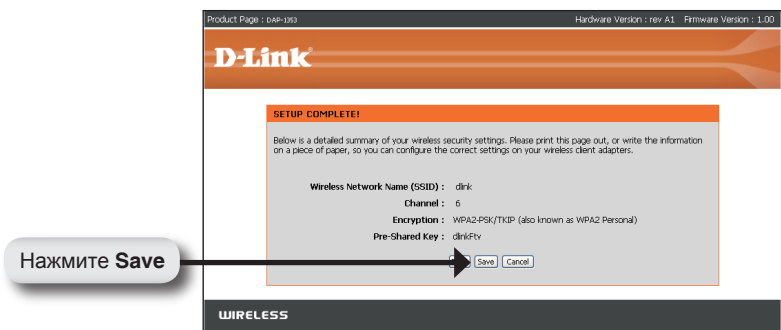 Product Page : DAP-1353 Hardware Version : rev A1 Firmware Version : 1.00
D-Link
SETUP COMPLETE!
Below is a detailed summary of your wireless security settings. Please print this page out, or write the information
on a piece of paper, so you can configure the correct settings on your wireless client adapters.
Wireless Network Name (SSID) : dlink
Channel : 6
Encryption : WPA2-PSK/TKIP (also known as WPA2 Personal)
Pre-Shared Key : dlinkFtv
Нажмите Save
Save Cancel
WIRELESS